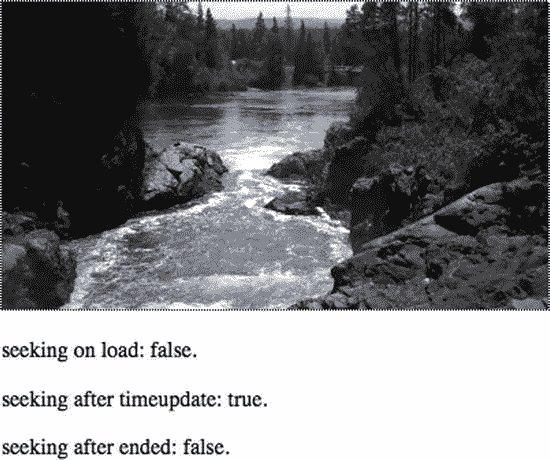 seeking on load: false.
seeking after timeupdate: true.
seeking after ended: false.